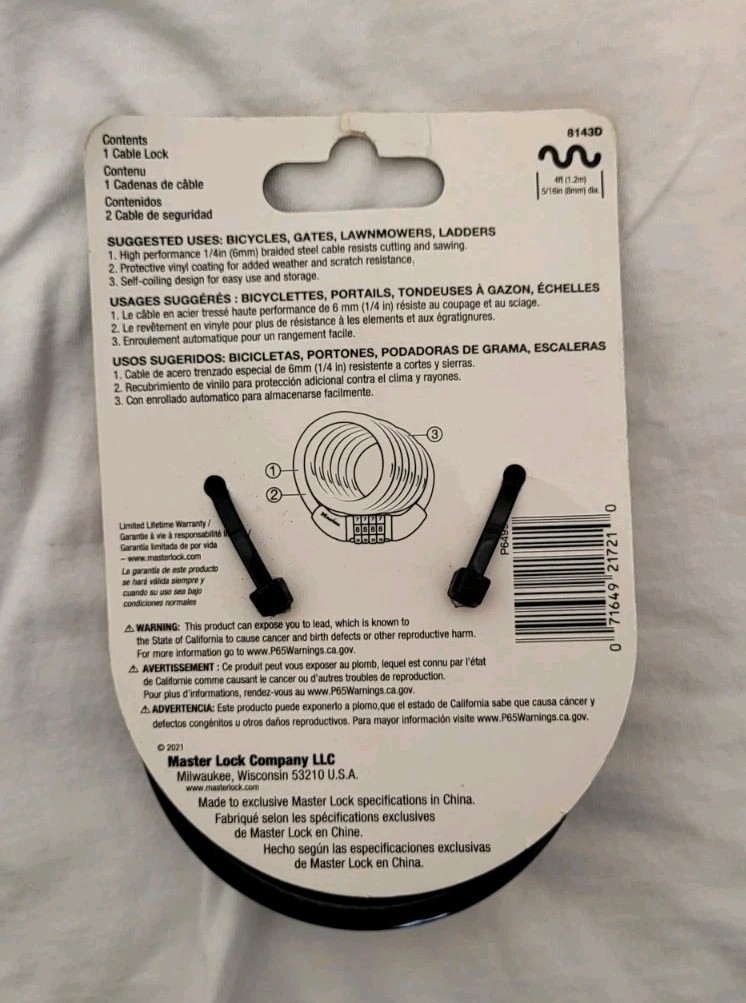 Contents
1 Cable Lock
Contenu
1 Cadenas de câble
Contenidos
2 Cable de seguridad
8143D
4ft (1.2m)
5/16in (8mm) dia.
SUGGESTED USES: BICYCLES, GATES, LAWNMOWERS, LADDERS
1. High performance 1/4in (6mm) braided steel cable resists cutting and sawing.
2. Protective vinyl coating for added weather and scratch resistance.
3. Self-coiling design for easy use and storage.
USAGES SUGGÉRÉS : BICYCLETTES, PORTAILS, TONDEUSES À GAZON, ÉCHELLES
1. Le câble en acier tressé haute performance de 6 mm (1/4 in) résiste au coupage et au sciage.
2. Le revêtement en vinyle pour plus de résistance à les elements et aux égratignures.
3. Enroulement automatique pour un rangement facile.
USOS SUGERIDOS: BICICLETAS, PORTONES, PODADORAS DE GRAMA, ESCALERAS
1. Cable de acero trenzado especial de 6mm (1/4 in) resistente a cortes y sierras.
2. Recubrimiento de vinilo para protección adicional contra el clima y rayones.
3. Con enrollado automatico para almacenarse facilmente.
3
1
2
Master
7 7 7 7
8 8 8 8
Limited Lifetime Warranty /
Garantie à vie à responsabilité
Garantía limitada de por vida
– www.masterlock.com
La garantía de este producto
se hará válida siempre y
cuando su uso sea bajo
condiciones normales
0 71649 21721 0
⚠ WARNING: This product can expose you to lead, which is known to
the State of California to cause cancer and birth defects or other reproductive harm.
For more information go to www.P65Warnings.ca.gov.
⚠ AVERTISSEMENT : Ce produit peut vous exposer au plomb, lequel est connu par l'état
de Californie comme causant le cancer ou d'autres troubles de reproduction.
Pour plus d'informations, rendez-vous au www.P65Warnings.ca.gov.
⚠ ADVERTENCIA: Este producto puede exponerlo a plomo,que el estado de California sabe que causa cáncer y
defectos congénitos u otros daños reproductivos. Para mayor información visite www.P65Warnings.ca.gov.
© 2021
Master Lock Company LLC
Milwaukee, Wisconsin 53210 U.S.A.
www.masterlock.com
Made to exclusive Master Lock specifications in China.
Fabriqué selon les spécifications exclusives
de Master Lock en Chine.
Hecho según las especificaciones exclusivas
de Master Lock en China.